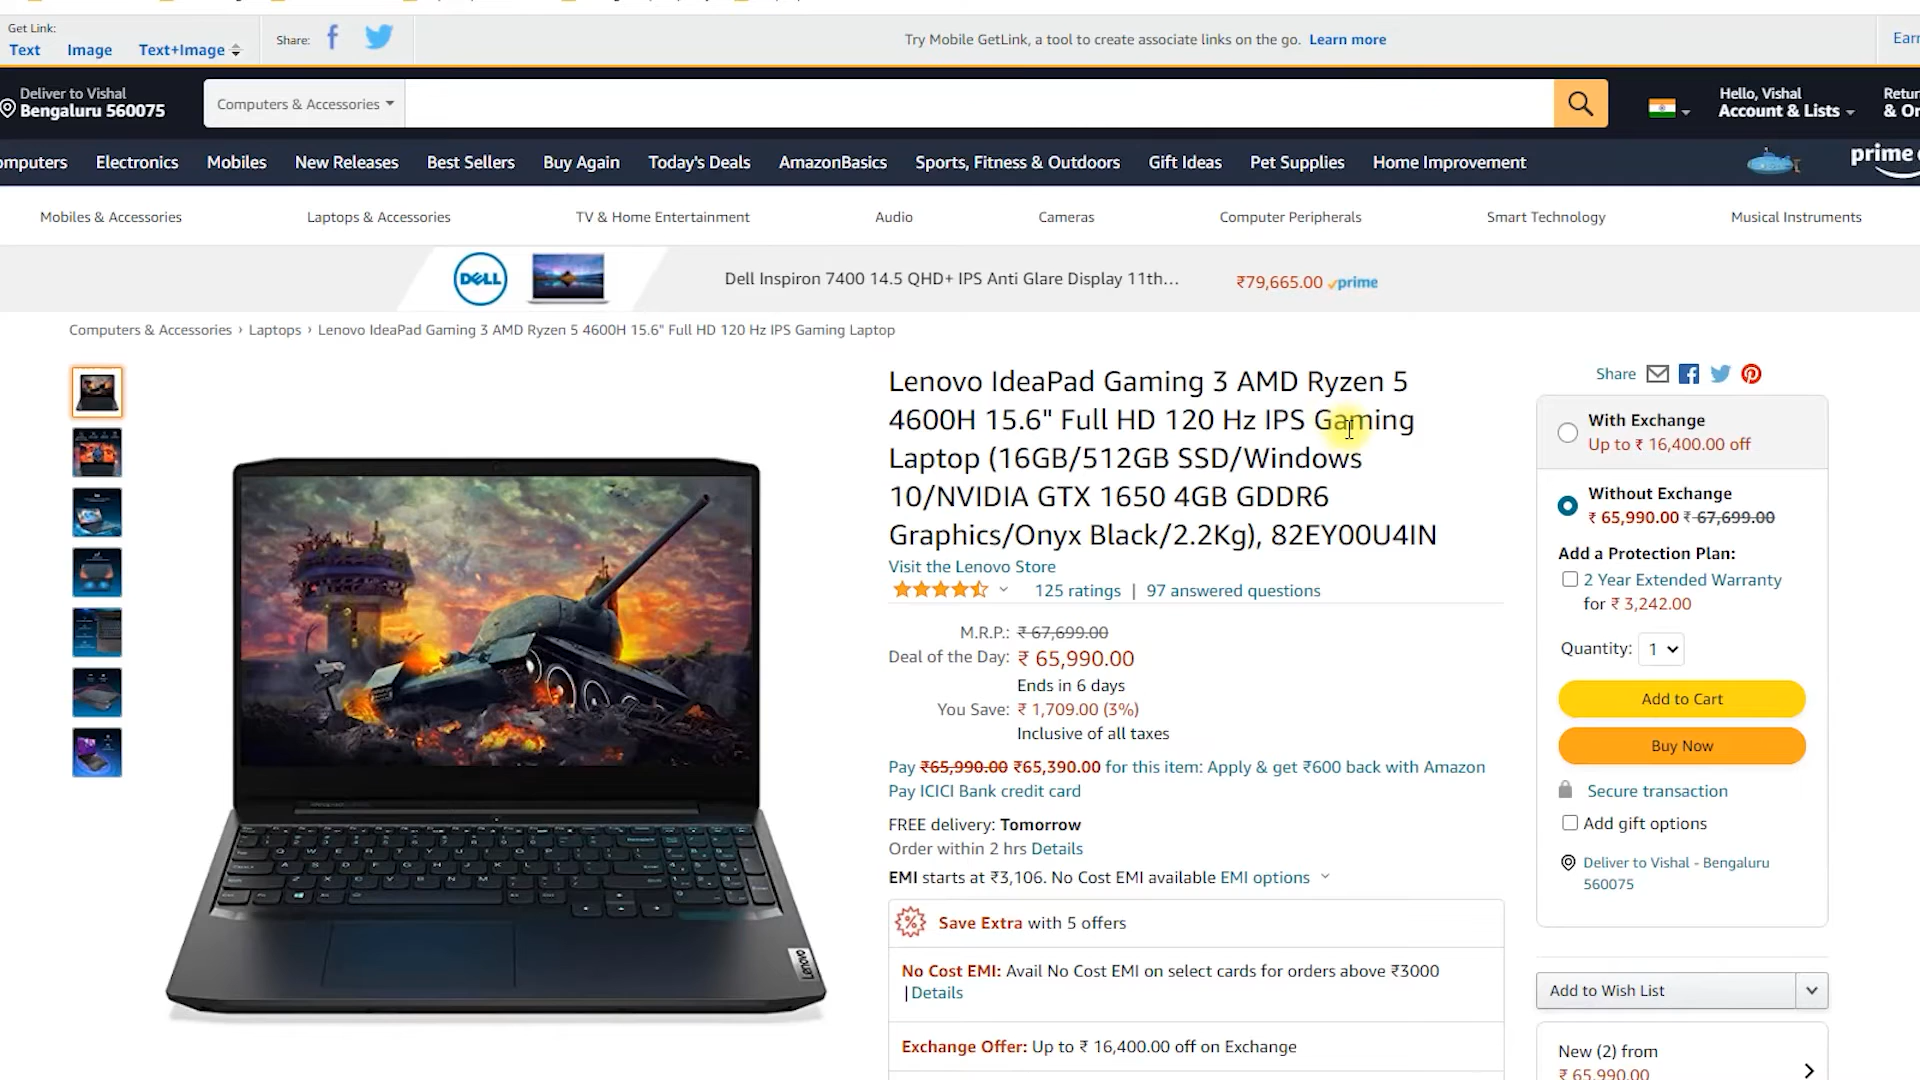 Get Link:
Text Image Text+Image
Share:
Try Mobile GetLink, a tool to create associate links on the go. Learn more
Deliver to Vishal
Bengaluru 560075
Computers & Accessories
Hello, Vishal
Account & Lists
Electronics Mobiles New Releases Best Sellers Buy Again Today's Deals AmazonBasics Sports, Fitness & Outdoors Gift Ideas Pet Supplies Home Improvement
prime
Mobiles & Accessories Laptops & Accessories TV & Home Entertainment Audio Cameras Computer Peripherals Smart Technology Musical Instruments
DELL
Dell Inspiron 7400 14.5 QHD+ IPS Anti Glare Display 11th...
₹79,665.00 prime
Computers & Accessories › Laptops › Lenovo IdeaPad Gaming 3 AMD Ryzen 5 4600H 15.6" Full HD 120 Hz IPS Gaming Laptop
Lenovo IdeaPad Gaming 3 AMD Ryzen 5
4600H 15.6" Full HD 120 Hz IPS Gaming
Laptop (16GB/512GB SSD/Windows
10/NVIDIA GTX 1650 4GB GDDR6
Graphics/Onyx Black/2.2Kg), 82EY00U4IN
Visit the Lenovo Store
125 ratings | 97 answered questions
M.R.P.: ₹ 67,699.00
Deal of the Day: ₹ 65,990.00
Ends in 6 days
You Save: ₹ 1,709.00 (3%)
Inclusive of all taxes
Pay ₹65,990.00 ₹65,390.00 for this item: Apply & get ₹600 back with Amazon
Pay ICICI Bank credit card
FREE delivery: Tomorrow
Order within 2 hrs Details
EMI starts at ₹3,106. No Cost EMI available EMI options
Save Extra with 5 offers
No Cost EMI: Avail No Cost EMI on select cards for orders above ₹3000
|Details
Exchange Offer: Up to ₹ 16,400.00 off on Exchange
Lenovo
Share
With Exchange
Up to ₹ 16,400.00 off
Without Exchange
₹ 65,990.00 ₹ 67,699.00
Add a Protection Plan:
2 Year Extended Warranty
for ₹ 3,242.00
Quantity: 1
Add to Cart
Buy Now
Secure transaction
Add gift options
Deliver to Vishal - Bengaluru
560075
Add to Wish List
New (2) from
₹ 65,990.00